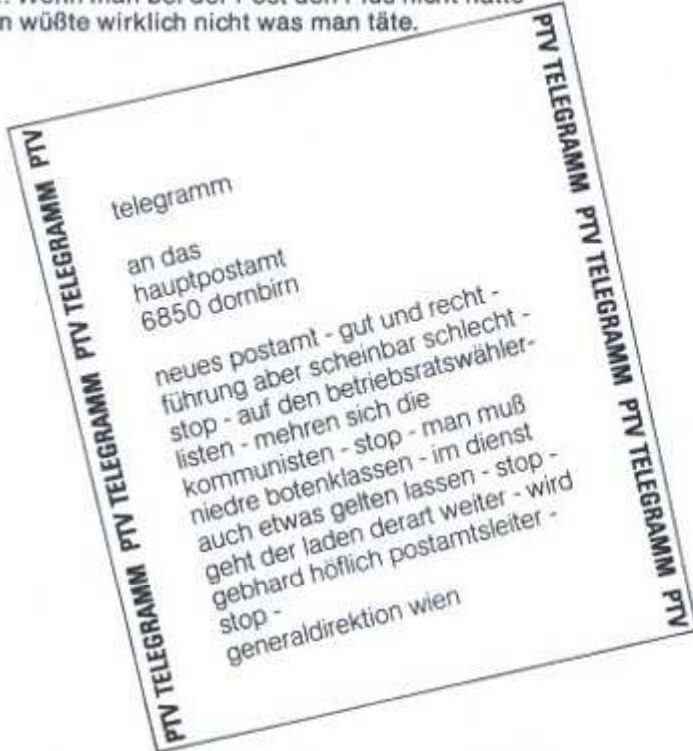 n wüßte wirklich nicht was man täte.
PTV TELEGRAMM PTV TELEGRAMM PTV TELEGRAMM PTV
telegramm
an das
hauptpostamt
6850 dornbirn
neues postamt - gut und recht -
führung aber scheinbar schlecht -
stop - auf den betriebsratswähler-
listen - mehren sich die
kommunisten - stop - man muß
niedre botenklassen - im dienst
auch etwas gelten lassen - stop -
geht der laden derart weiter - wird
gebhard höflich postamtsleiter -
stop -
generaldirektion wien
PTV TELEGRAMM PTV TELEGRAMM PTV TELEGRAMM PTV